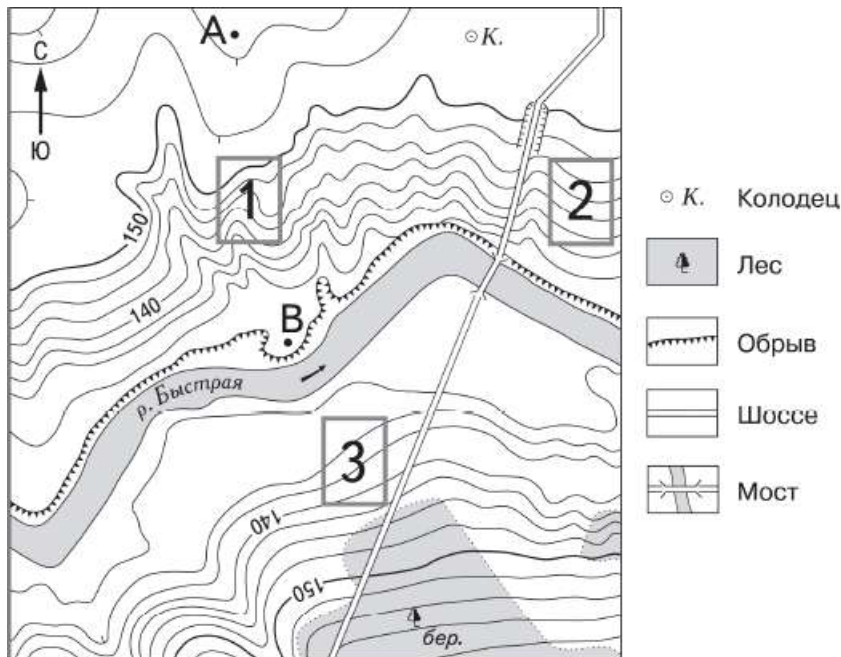 А
К.
С
Ю
1
2
150
140
В
р. Быстрая
3
140
150
бер.
К. Колодец
Лес
Обрыв
Шоссе
Мост